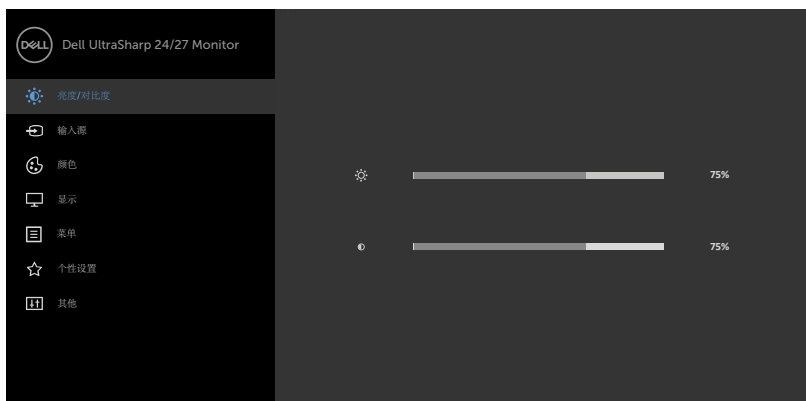 DELL Dell UltraSharp 24/27 Monitor
亮度/对比度
输入源
颜色
75%
显示
菜单
75%
个性设置
其他